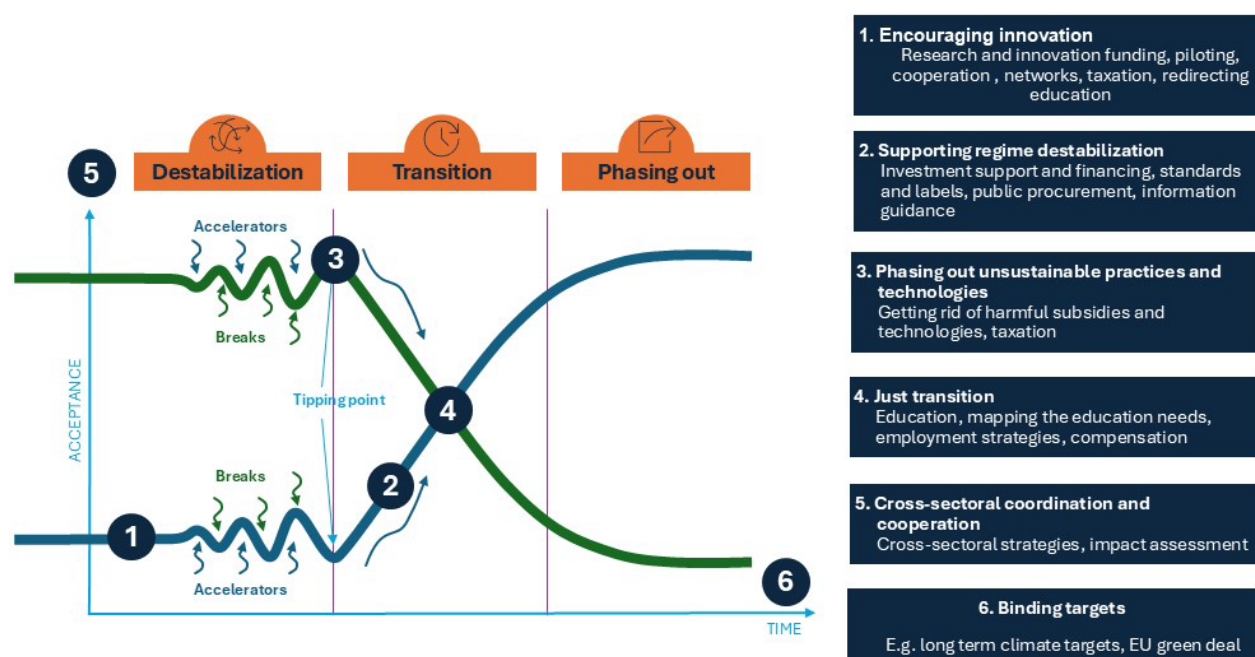 Destabilization
Transition
Phasing out
5
Accelerators
3
Breaks
ACCEPTANCE
Tipping point
4
Breaks
2
1
Accelerators
6
TIME
1. Encouraging innovation
Research and innovation funding, piloting,
cooperation , networks, taxation, redirecting
education
2. Supporting regime destabilization
Investment support and financing, standards
and labels, public procurement, information
guidance
3. Phasing out unsustainable practices and
technologies
Getting rid of harmful subsidies and
technologies, taxation
4. Just transition
Education, mapping the education needs,
employment strategies, compensation
5. Cross-sectoral coordination and
cooperation
Cross-sectoral strategies, impact assessment
6. Binding targets
E.g. long term climate targets, EU green deal